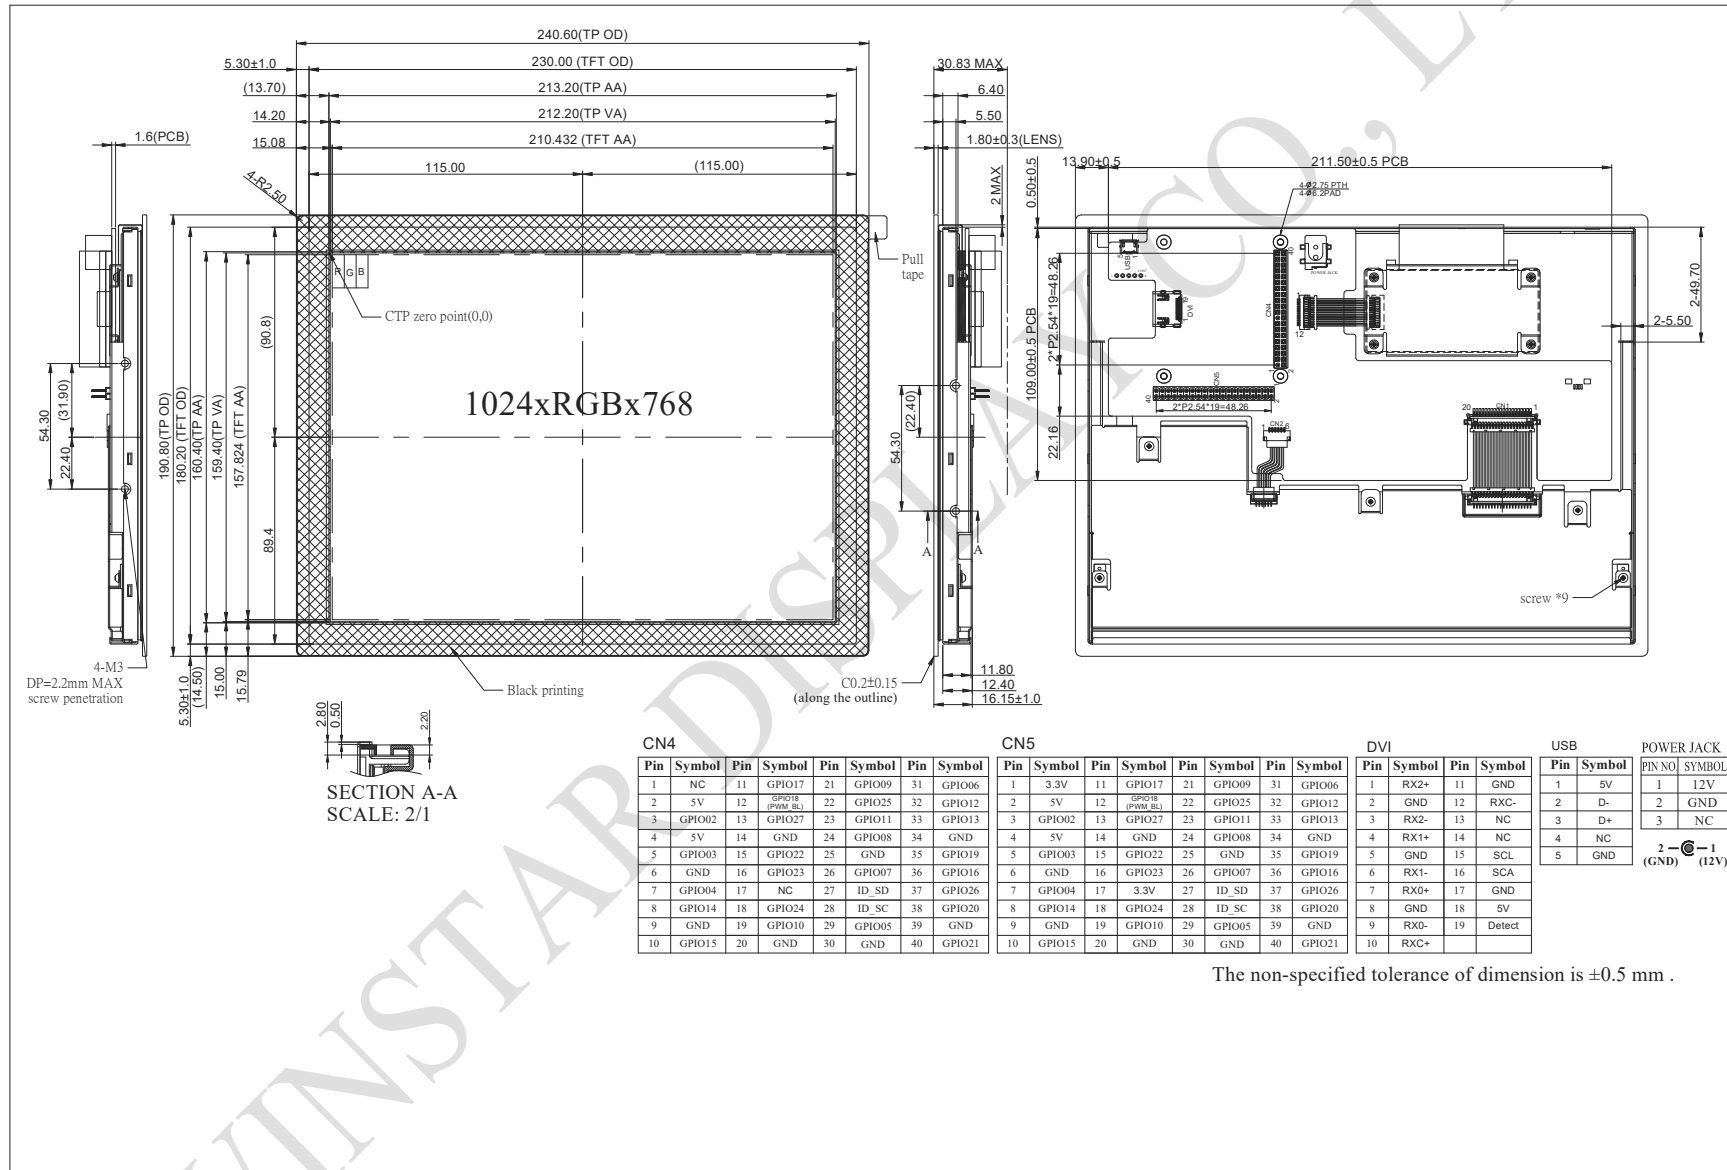 240.60(TP OD)
5.30±1.0
230.00 (TFT OD)
(13.70)
213.20(TP AA)
14.20
212.20(TP VA)
15.08
210.432 (TFT AA)
115.00
(115.00)
1.6(PCB)
4-R2.50
R G B
CTP zero point(0,0)
Pull
tape
1024xRGBx768
54.30
(31.90)
22.40
190.80(TP OD)
180.20 (TFT OD)
160.40(TP AA)
159.40(TP VA)
157.824 (TFT AA)
(90.8)
89.4
4-M3
DP=2.2mm MAX
screw penetration
5.30±1.0
(14.50)
15.00
15.79
Black printing
30.83 MAX
6.40
5.50
1.80±0.3(LENS)
2 MAX
0.50±0.5
54.30
(22.40)
A
A
C0.2±0.15
(along the outline)
11.80
12.40
16.15±1.0
13.90±0.5
211.50±0.5 PCB
4-Ø2.75 PTH
4-Ø6.2PAD
109.00±0.5 PCB
2*P2.54*19=48.26
22.16
USB
5
1
DVI
19
1
CN4
40
1
2
POWER JACK
1
12
CN5
40
2
2*P2.54*19=48.26
1
CN2
6
20
CN1
1
2-49.70
2-5.50
screw *9
2.80
0.50
2.20
SECTION A-A
SCALE: 2/1
CN4
Pin Symbol Pin Symbol Pin Symbol Pin Symbol
1 NC 11 GPIO17 21 GPIO09 31 GPIO06
2 5V 12 GPIO18 (PWM_BL) 22 GPIO25 32 GPIO12
3 GPIO02 13 GPIO27 23 GPIO11 33 GPIO13
4 5V 14 GND 24 GPIO08 34 GND
5 GPIO03 15 GPIO22 25 GND 35 GPIO19
6 GND 16 GPIO23 26 GPIO07 36 GPIO16
7 GPIO04 17 NC 27 ID_SD 37 GPIO26
8 GPIO14 18 GPIO24 28 ID_SC 38 GPIO20
9 GND 19 GPIO10 29 GPIO05 39 GND
10 GPIO15 20 GND 30 GND 40 GPIO21
CN5
Pin Symbol Pin Symbol Pin Symbol Pin Symbol
1 3.3V 11 GPIO17 21 GPIO09 31 GPIO06
2 5V 12 GPIO18 (PWM_BL) 22 GPIO25 32 GPIO12
3 GPIO02 13 GPIO27 23 GPIO11 33 GPIO13
4 5V 14 GND 24 GPIO08 34 GND
5 GPIO03 15 GPIO22 25 GND 35 GPIO19
6 GND 16 GPIO23 26 GPIO07 36 GPIO16
7 GPIO04 17 3.3V 27 ID_SD 37 GPIO26
8 GPIO14 18 GPIO24 28 ID_SC 38 GPIO20
9 GND 19 GPIO10 29 GPIO05 39 GND
10 GPIO15 20 GND 30 GND 40 GPIO21
DVI
Pin Symbol Pin Symbol
1 RX2+ 11 GND
2 GND 12 RXC-
3 RX2- 13 NC
4 RX1+ 14 NC
5 GND 15 SCL
6 RX1- 16 SCA
7 RX0+ 17 GND
8 GND 18 5V
9 RX0- 19 Detect
10 RXC+
USB
Pin Symbol
1 5V
2 D-
3 D+
4 NC
5 GND
POWER JACK
PIN NO. SYMBOL
1 12V
2 GND
3 NC
2 1
(GND) (12V)
The non-specified tolerance of dimension is ±0.5 mm .
WINSTAR DISPLAY CO., L